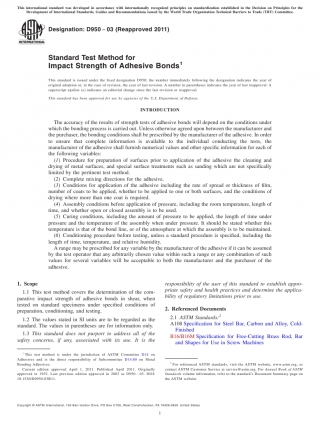 This international standard was developed in accordance with internationally recognized principles on standardization established in the Decision on Principles for the
Development of International Standards, Guides and Recommendations issued by the World Trade Organization Technical Barriers to Trade (TBT) Committee.
Designation: D950 − 03 (Reapproved 2011)
INTERNATIONAL
Standard Test Method for
Impact Strength of Adhesive Bonds1
This standard is issued under the fixed designation D950; the number immediately following the designation indicates the year of
original adoption or, in the case of revision, the year of last revision. A number in parentheses indicates the year of last reapproval. A
superscript epsilon (ε) indicates an editorial change since the last revision or reapproval.
This standard has been approved for use by agencies of the U.S. Department of Defense.
INTRODUCTION
The accuracy of the results of strength tests of adhesive bonds will depend on the conditions under
which the bonding process is carried out. Unless otherwise agreed upon between the manufacturer and
the purchaser, the bonding conditions shall be prescribed by the manufacturer of the adhesive. In order
to ensure that complete information is available to the individual conducting the tests, the
manufacturer of the adhesive shall furnish numerical values and other specific information for each of
the following variables:
(1) Procedure for preparation of surfaces prior to application of the adhesive the cleaning and
drying of metal surfaces, and special surface treatments such as sanding which are not specifically
limited by the pertinent test method.
(2) Complete mixing directions for the adhesive.
(3) Conditions for application of the adhesive including the rate of spread or thickness of film,
number of coats to be applied, whether to be applied to one or both surfaces, and the conditions of
drying where more than one coat is required.
(4) Assembly conditions before application of pressure, including the room temperature, length of
time, and whether open or closed assembly is to be used.
(5) Curing conditions, including the amount of pressure to be applied, the length of time under
pressure and the temperature of the assembly when under pressure. It should be stated whether this
temperature is that of the bond line, or of the atmosphere at which the assembly is to be maintained.
(6) Conditioning procedure before testing, unless a standard procedure is specified, including the
length of time, temperature, and relative humidity.
A range may be prescribed for any variable by the manufacturer of the adhesive if it can be assumed
by the test operator that any arbitrarily chosen value within such a range or any combination of such
values for several variables will be acceptable to both the manufacturer and the purchaser of the
adhesive.
1. Scope
1.1 This test method covers the determination of the com-
parative impact strength of adhesive bonds in shear, when
tested on standard specimens under specified conditions of
preparation, conditioning, and testing.
1.2 The values stated in SI units are to be regarded as the
standard. The values in parentheses are for information only.
1.3 This standard does not purport to address all of the
safety concerns, if any, associated with its use. It is the
responsibility of the user of this standard to establish appro-
priate safety and health practices and determine the applica-
bility of regulatory limitations prior to use.
2. Referenced Documents
2.1 ASTM Standards:2
A108 Specification for Steel Bar, Carbon and Alloy, Cold-
Finished
B16/B16M Specification for Free-Cutting Brass Rod, Bar
and Shapes for Use in Screw Machines
1 This test method is under the jurisdiction of ASTM Committee D14 on
Adhesives and is the direct responsibility of Subcommittee D14.80 on Metal
Bonding Adhesives.
Current edition approved April 1, 2011. Published April 2011. Originally
approved in 1922. Last previous edition approved in 2003 as D0950 - 03. DOI:
10.1520/D0950-03R11.
2 For referenced ASTM standards, visit the ASTM website, www.astm.org, or
contact ASTM Customer Service at service@astm.org. For Annual Book of ASTM
Standards volume information, refer to the standard's Document Summary page on
the ASTM website.
Copyright © ASTM International, 100 Barr Harbor Drive, PO Box C700, West Conshohocken, PA 19428-2959. United States
1